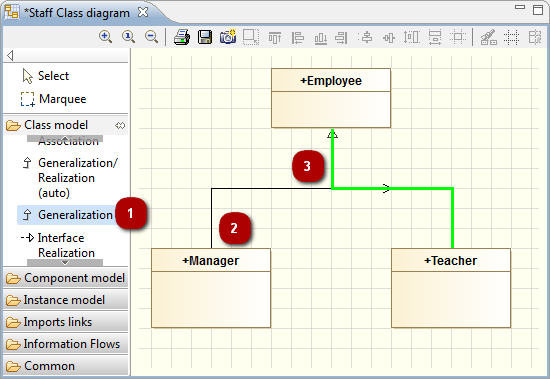 *Staff Class diagram
Select
Marquee
Class model
Association
Generalization/
Realization
(auto)
Generalization
Interface
Realization
Component model
Instance model
Imports links
Information Flows
Common
+Employee
3
1
2
+Manager
+Teacher